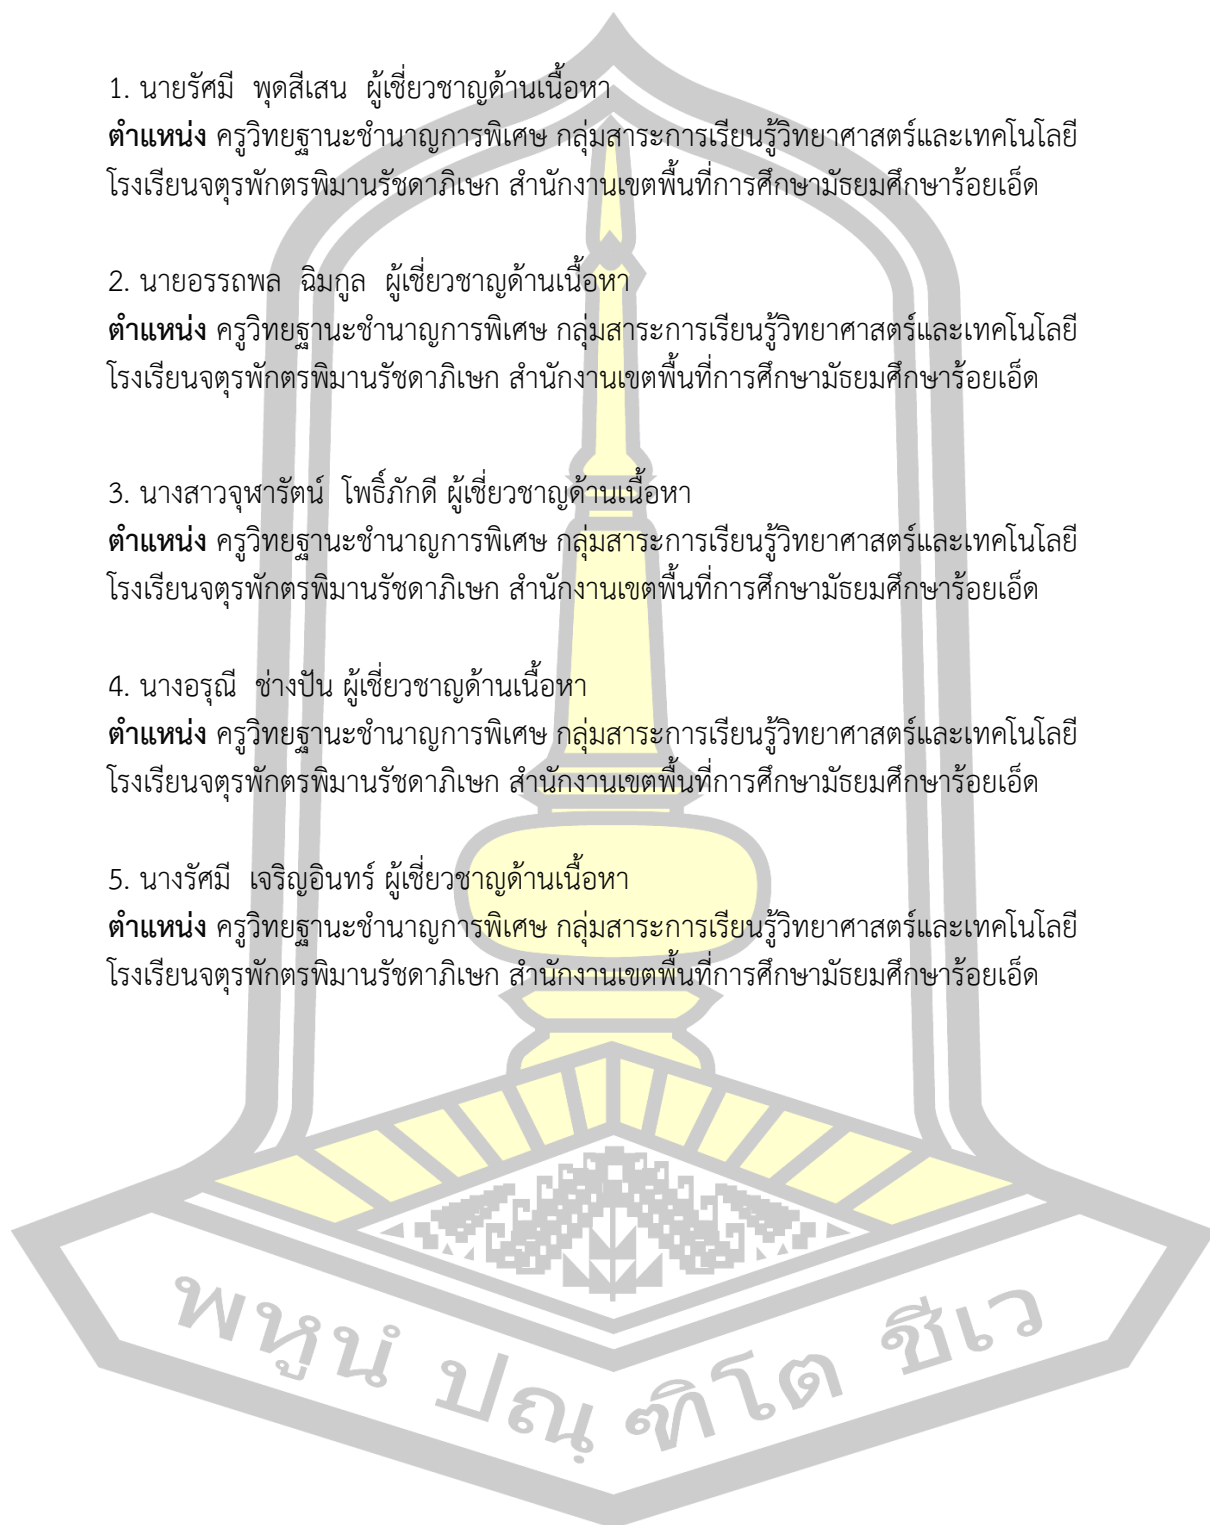 1. นายรัศมี  พุดสีเสน  ผู้เชี่ยวชาญด้านเนื้อหา
ตำแหน่ง ครูวิทยฐานะชำนาญการพิเศษ กลุ่มสาระการเรียนรู้วิทยาศาสตร์และเทคโนโลยี
โรงเรียนจตุรพักตรพิมานรัชดาภิเษก สำนักงานเขตพื้นที่การศึกษามัธยมศึกษาร้อยเอ็ด
2. นายอรรถพล  ฉิมกูล  ผู้เชี่ยวชาญด้านเนื้อหา
ตำแหน่ง ครูวิทยฐานะชำนาญการพิเศษ กลุ่มสาระการเรียนรู้วิทยาศาสตร์และเทคโนโลยี
โรงเรียนจตุรพักตรพิมานรัชดาภิเษก สำนักงานเขตพื้นที่การศึกษามัธยมศึกษาร้อยเอ็ด
3. นางสาวจุฬารัตน์  โพธิ์ภักดี ผู้เชี่ยวชาญด้านเนื้อหา
ตำแหน่ง ครูวิทยฐานะชำนาญการพิเศษ กลุ่มสาระการเรียนรู้วิทยาศาสตร์และเทคโนโลยี
โรงเรียนจตุรพักตรพิมานรัชดาภิเษก สำนักงานเขตพื้นที่การศึกษามัธยมศึกษาร้อยเอ็ด
4. นางอรุณี  ช่างปัน ผู้เชี่ยวชาญด้านเนื้อหา
ตำแหน่ง ครูวิทยฐานะชำนาญการพิเศษ กลุ่มสาระการเรียนรู้วิทยาศาสตร์และเทคโนโลยี
โรงเรียนจตุรพักตรพิมานรัชดาภิเษก สำนักงานเขตพื้นที่การศึกษามัธยมศึกษาร้อยเอ็ด
5. นางรัศมี  เจริญอินทร์ ผู้เชี่ยวชาญด้านเนื้อหา
ตำแหน่ง ครูวิทยฐานะชำนาญการพิเศษ กลุ่มสาระการเรียนรู้วิทยาศาสตร์และเทคโนโลยี
โรงเรียนจตุรพักตรพิมานรัชดาภิเษก สำนักงานเขตพื้นที่การศึกษามัธยมศึกษาร้อยเอ็ด
พหูนํ ปณฺ ฑิโต ชีเว